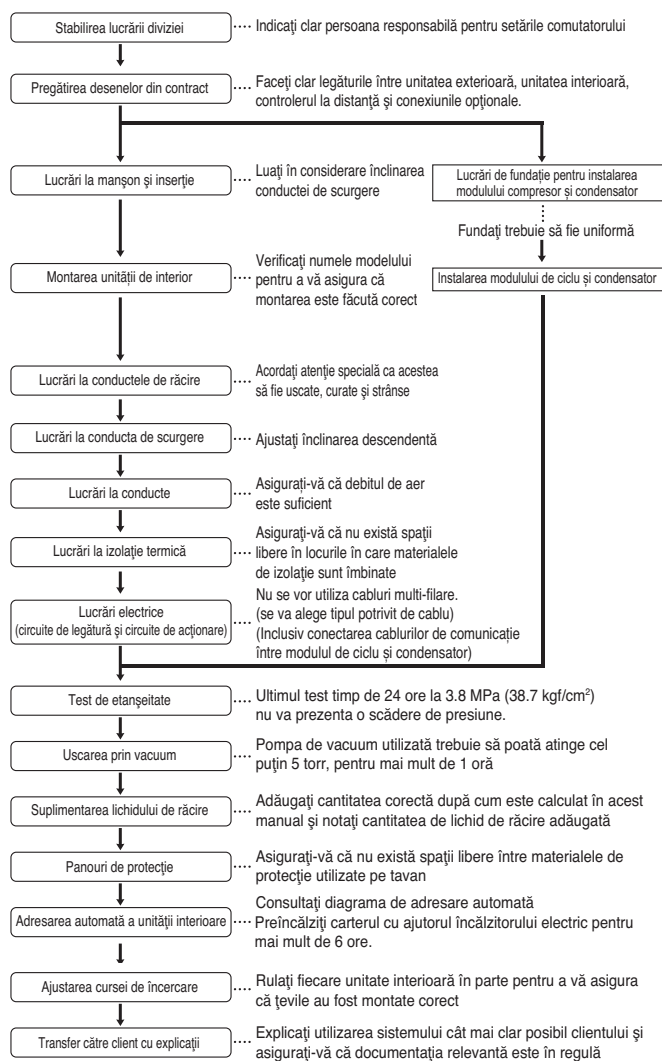 Stabilirea lucrării diviziei
Indicaţi clar persoana responsabilă pentru setările comutatorului
Pregătirea desenelor din contract
Faceţi clar legăturile între unitatea exterioară, unitatea interioară,
controlerul la distanţă şi conexiunile opţionale.
Lucrări la manşon şi inserţie
Luaţi în considerare înclinarea
conductei de scurgere
Lucrări de fundaţie pentru instalarea
modulului compresor și condensator
Fundaţi trebuie să fie uniformă
Montarea unităţii de interior
Verificaţi numele modelului
pentru a vă asigura că
montarea este făcută corect
Instalarea modulului de ciclu și condensator
Lucrări la conductele de răcire
Acordaţi atenţie specială ca acestea
să fie uscate, curate şi strânse
Lucrări la conducta de scurgere
Ajustaţi înclinarea descendentă
Lucrări la conducte
Asigurați-vă că debitul de aer
este suficient
Lucrări la izolaţie termică
Asiguraţi-vă că nu există spaţii
libere în locurile în care materialele
de izolaţie sunt îmbinate
Lucrări electrice
(circuite de legătură şi circuite de acţionare)
Nu se vor utiliza cabluri multi-filare.
(se va alege tipul potrivit de cablu)
(Inclusiv conectarea cablurilor de comunicație
între modulul de ciclu și condensator)
Test de etanşeitate
Ultimul test timp de 24 ore la 3.8 MPa (38.7 kgf/cm²)
nu va prezenta o scădere de presiune.
Uscarea prin vacuum
Pompa de vacuum utilizată trebuie să poată atinge cel
puţin 5 torr, pentru mai mult de 1 oră
Suplimentarea lichidului de răcire
Adăugaţi cantitatea corectă după cum este calculat în acest
manual şi notaţi cantitatea de lichid de răcire adăugată
Panouri de protecţie
Asiguraţi-vă că nu există spaţii libere între materialele de
protecţie utilizate pe tavan
Adresarea automată a unităţii interioare
Consultaţi diagrama de adresare automată
Preîncălziţi carterul cu ajutorul încălzitorului electric pentru
mai mult de 6 ore.
Ajustarea cursei de încercare
Rulaţi fiecare unitate interioară în parte pentru a vă asigura
că ţevile au fost montate corect
Transfer către client cu explicaţii
Explicaţi utilizarea sistemului cât mai clar posibil clientului şi
asiguraţi-vă că documentaţia relevantă este în regulă